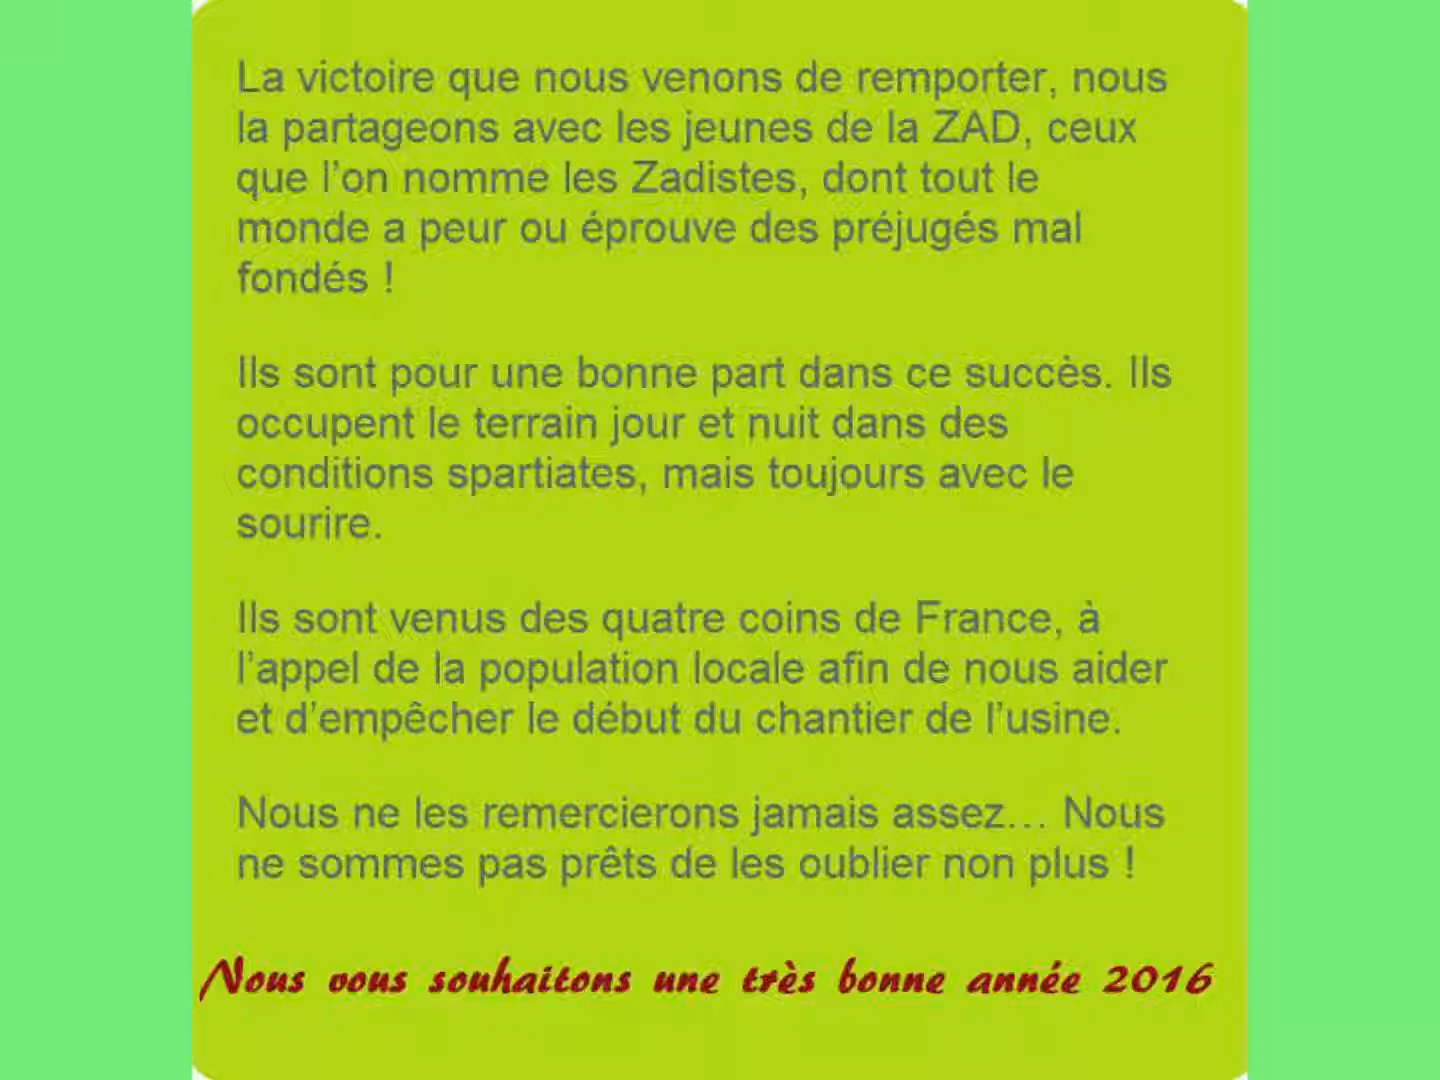 La victoire que nous venons de remporter, nous
la partageons avec les jeunes de la ZAD, ceux
que l’on nomme les Zadistes, dont tout le
monde a peur ou éprouve des préjugés mal
fondés !
Ils sont pour une bonne part dans ce succès. Ils
occupent le terrain jour et nuit dans des
conditions spartiates, mais toujours avec le
sourire.
Ils sont venus des quatre coins de France, à
l’appel de la population locale afin de nous aider
et d’empêcher le début du chantier de l’usine.
Nous ne les remercierons jamais assez… Nous
ne sommes pas prêts de les oublier non plus !
Nous vous souhaitons une très bonne année 2016